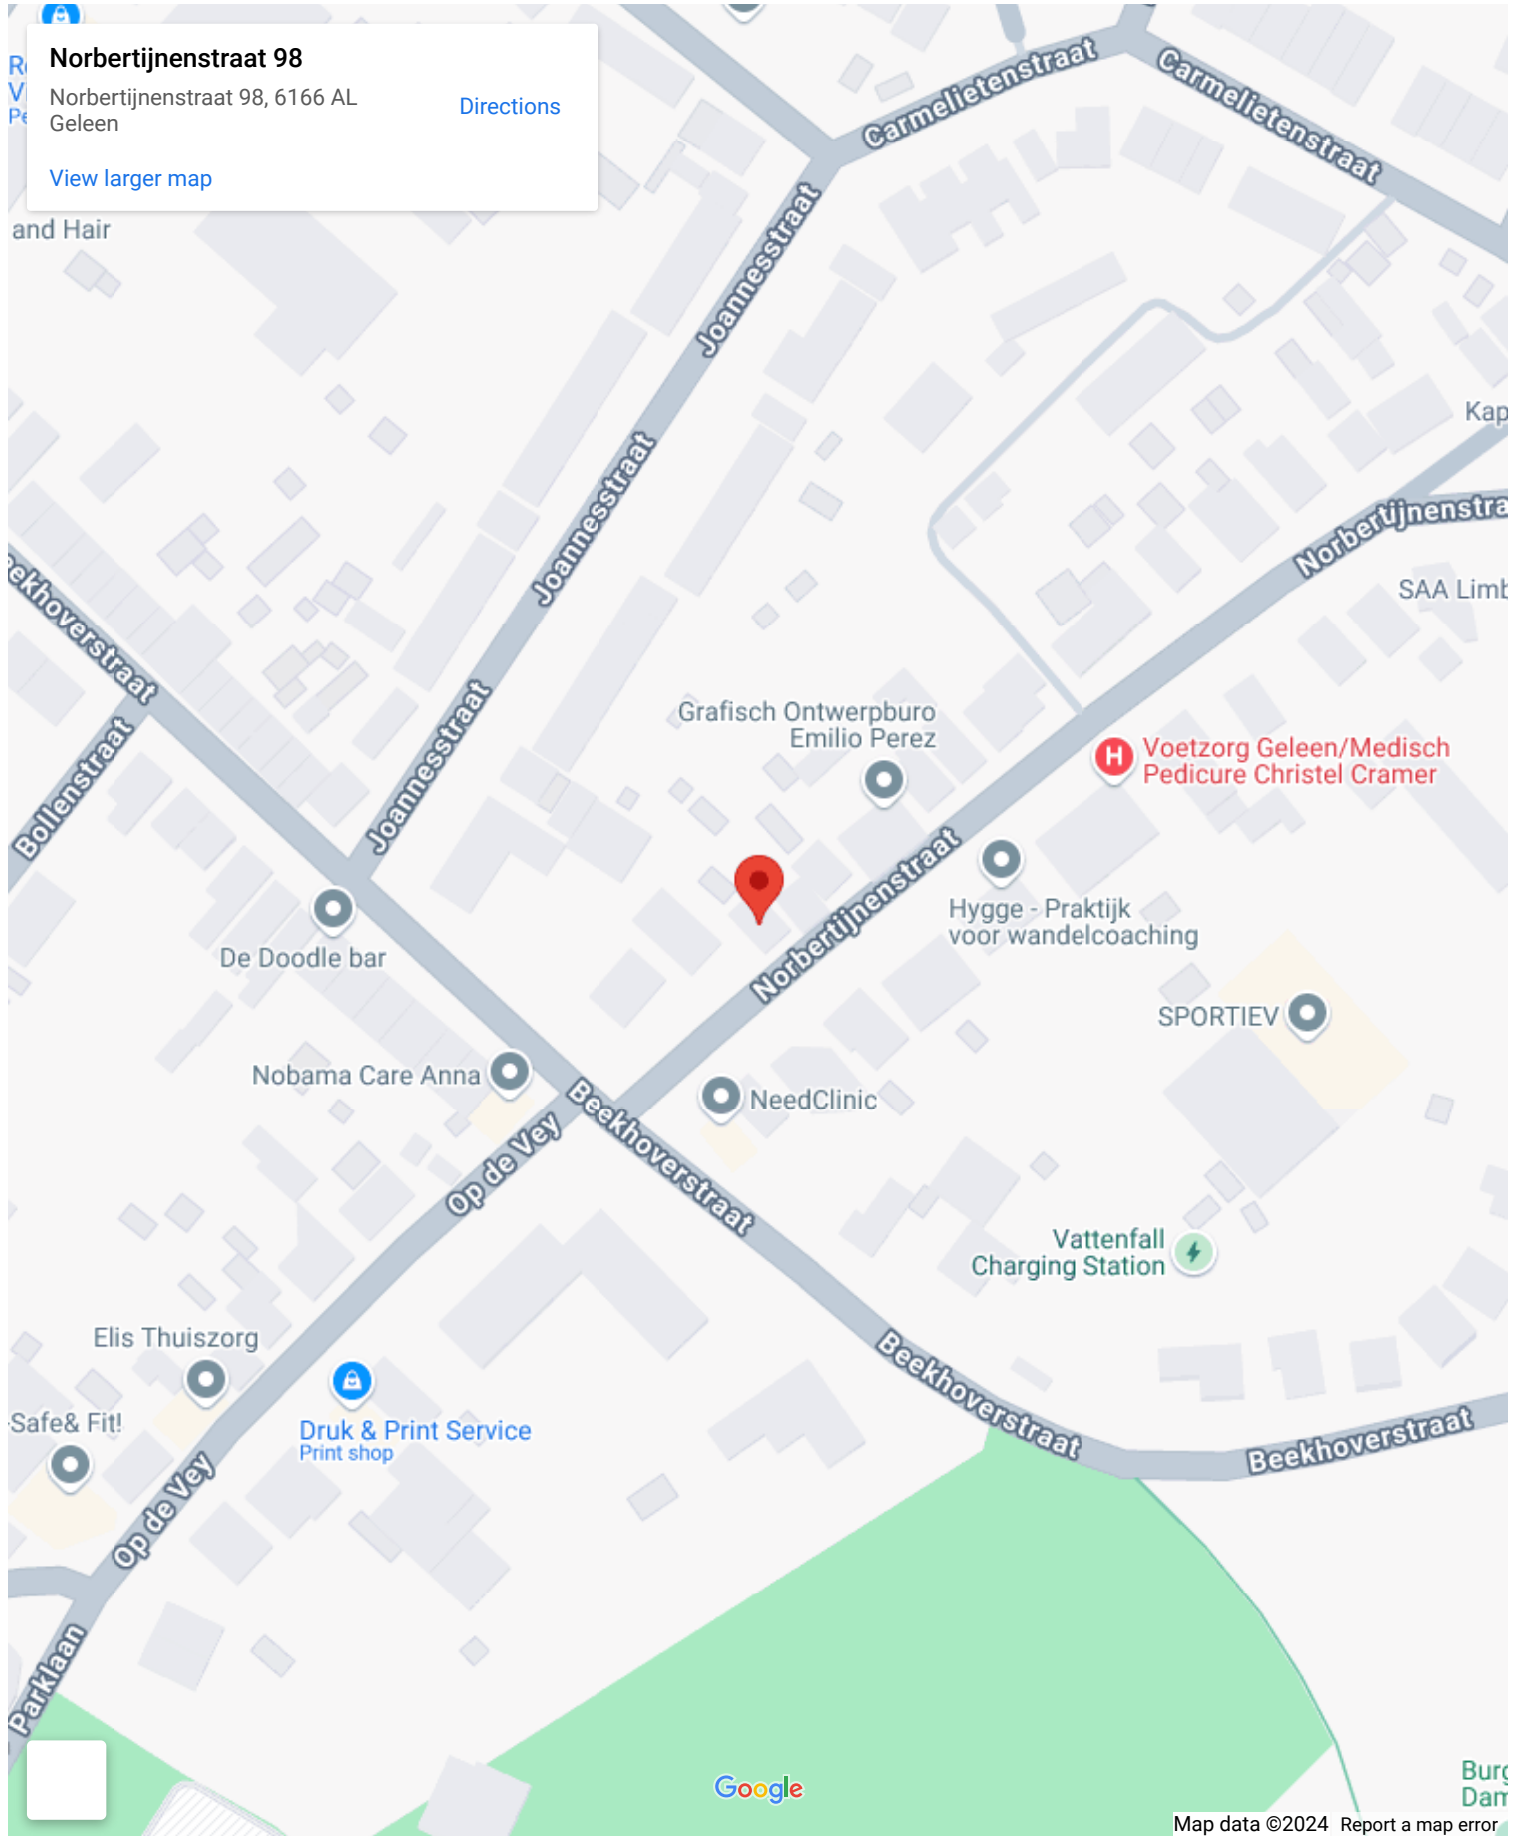 Norbertijnenstraat 98
Norbertijnenstraat 98, 6166 AL
Geleen
Directions
View larger map
and Hair
Carmelietenstraat
Carmelietenstraat
Joannesstraat
Joannesstraat
Joannesstraat
Kap
Norbertijnenstra
SAA Limb
eekhoverstraat
Bollenstraat
Grafisch Ontwerpburo
Emilio Perez
Voetzorg Geleen/Medisch
Pedicure Christel Cramer
Norbertijnenstraat
Hygge - Praktijk
voor wandelcoaching
De Doodle bar
SPORTIEV
Nobama Care Anna
NeedClinic
Op de Vey
Beekhoverstraat
Vattenfall
Charging Station
Elis Thuiszorg
Beekhoverstraat
Beekhoverstraat
-Safe& Fit!
Druk & Print Service
Print shop
Op de Vey
Parklaan
Google
Burg
Dam
Map data ©2024
Report a map error